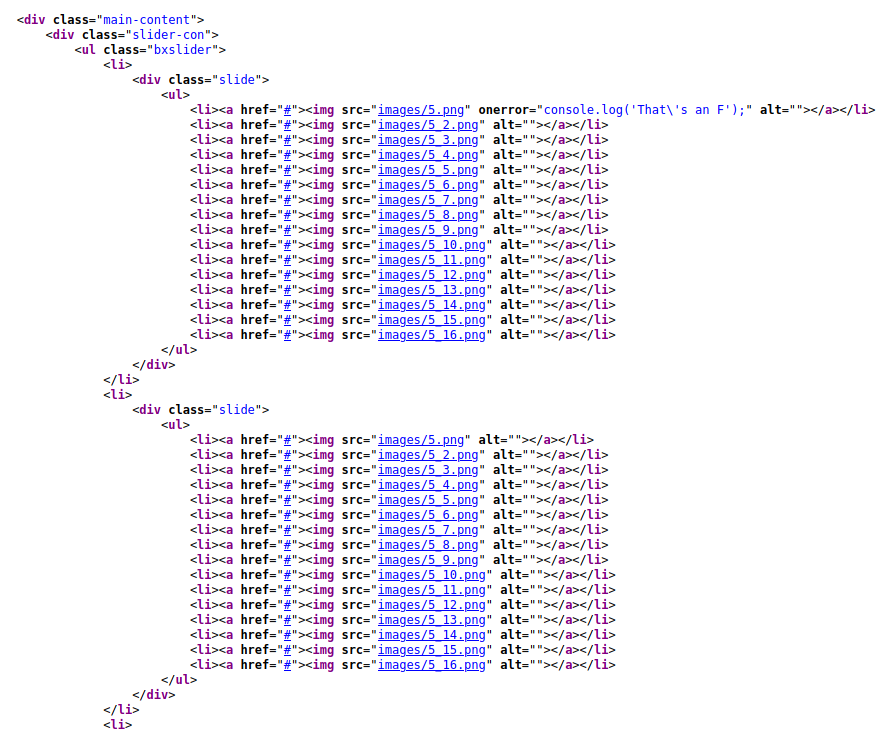 <div class="main-content">
<div class="slider-con">
<ul class="bxslider">
<li>
<div class="slide">
<ul>
<li><a href="#"><img src="images/5.png" onerror="console.log('That\'s an F');" alt=""></a></li>
<li><a href="#"><img src="images/5_2.png" alt=""></a></li>
<li><a href="#"><img src="images/5_3.png" alt=""></a></li>
<li><a href="#"><img src="images/5_4.png" alt=""></a></li>
<li><a href="#"><img src="images/5_5.png" alt=""></a></li>
<li><a href="#"><img src="images/5_6.png" alt=""></a></li>
<li><a href="#"><img src="images/5_7.png" alt=""></a></li>
<li><a href="#"><img src="images/5_8.png" alt=""></a></li>
<li><a href="#"><img src="images/5_9.png" alt=""></a></li>
<li><a href="#"><img src="images/5_10.png" alt=""></a></li>
<li><a href="#"><img src="images/5_11.png" alt=""></a></li>
<li><a href="#"><img src="images/5_12.png" alt=""></a></li>
<li><a href="#"><img src="images/5_13.png" alt=""></a></li>
<li><a href="#"><img src="images/5_14.png" alt=""></a></li>
<li><a href="#"><img src="images/5_15.png" alt=""></a></li>
<li><a href="#"><img src="images/5_16.png" alt=""></a></li>
</ul>
</div>
</li>
<li>
<div class="slide">
<ul>
<li><a href="#"><img src="images/5.png" alt=""></a></li>
<li><a href="#"><img src="images/5_2.png" alt=""></a></li>
<li><a href="#"><img src="images/5_3.png" alt=""></a></li>
<li><a href="#"><img src="images/5_4.png" alt=""></a></li>
<li><a href="#"><img src="images/5_5.png" alt=""></a></li>
<li><a href="#"><img src="images/5_6.png" alt=""></a></li>
<li><a href="#"><img src="images/5_7.png" alt=""></a></li>
<li><a href="#"><img src="images/5_8.png" alt=""></a></li>
<li><a href="#"><img src="images/5_9.png" alt=""></a></li>
<li><a href="#"><img src="images/5_10.png" alt=""></a></li>
<li><a href="#"><img src="images/5_11.png" alt=""></a></li>
<li><a href="#"><img src="images/5_12.png" alt=""></a></li>
<li><a href="#"><img src="images/5_13.png" alt=""></a></li>
<li><a href="#"><img src="images/5_14.png" alt=""></a></li>
<li><a href="#"><img src="images/5_15.png" alt=""></a></li>
<li><a href="#"><img src="images/5_16.png" alt=""></a></li>
</ul>
</div>
</li>
<li>